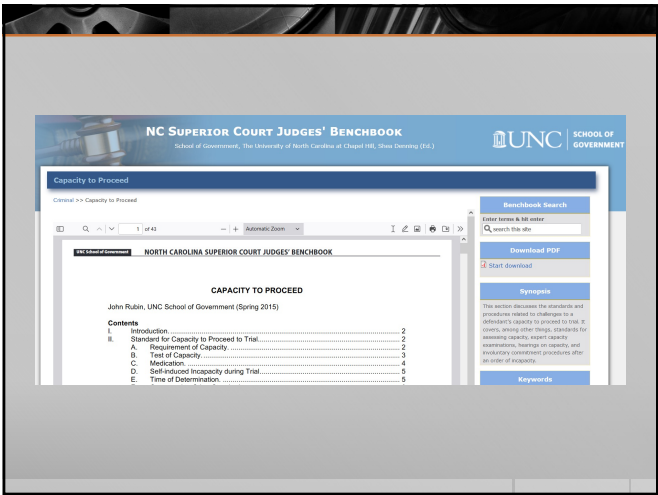 NC SUPERIOR COURT JUDGES' BENCHBOOK
School of Government, The University of North Carolina at Chapel Hill, Shea Denning (Ed.)
UNC SCHOOL OF GOVERNMENT
Capacity to Proceed
Criminal >> Capacity to Proceed
1 of 43
Automatic Zoom
UNC School of Government NORTH CAROLINA SUPERIOR COURT JUDGES' BENCHBOOK
CAPACITY TO PROCEED
John Rubin, UNC School of Government (Spring 2015)
Contents
I. Introduction. 2
II. Standard for Capacity to Proceed to Trial. 2
A. Requirement of Capacity. 2
B. Test of Capacity. 3
C. Medication. 4
D. Self-induced Incapacity during Trial. 5
E. Time of Determination. 5
Benchbook Search
Enter terms & hit enter
search this site
Download PDF
Start download
Synopsis
This section discusses the standards and
procedures related to challenges to a
defendant's capacity to proceed to trial. It
covers, among other things, standards for
assessing capacity, expert capacity
examinations, hearings on capacity, and
involuntary commitment procedures after
an order of incapacity.
Keywords